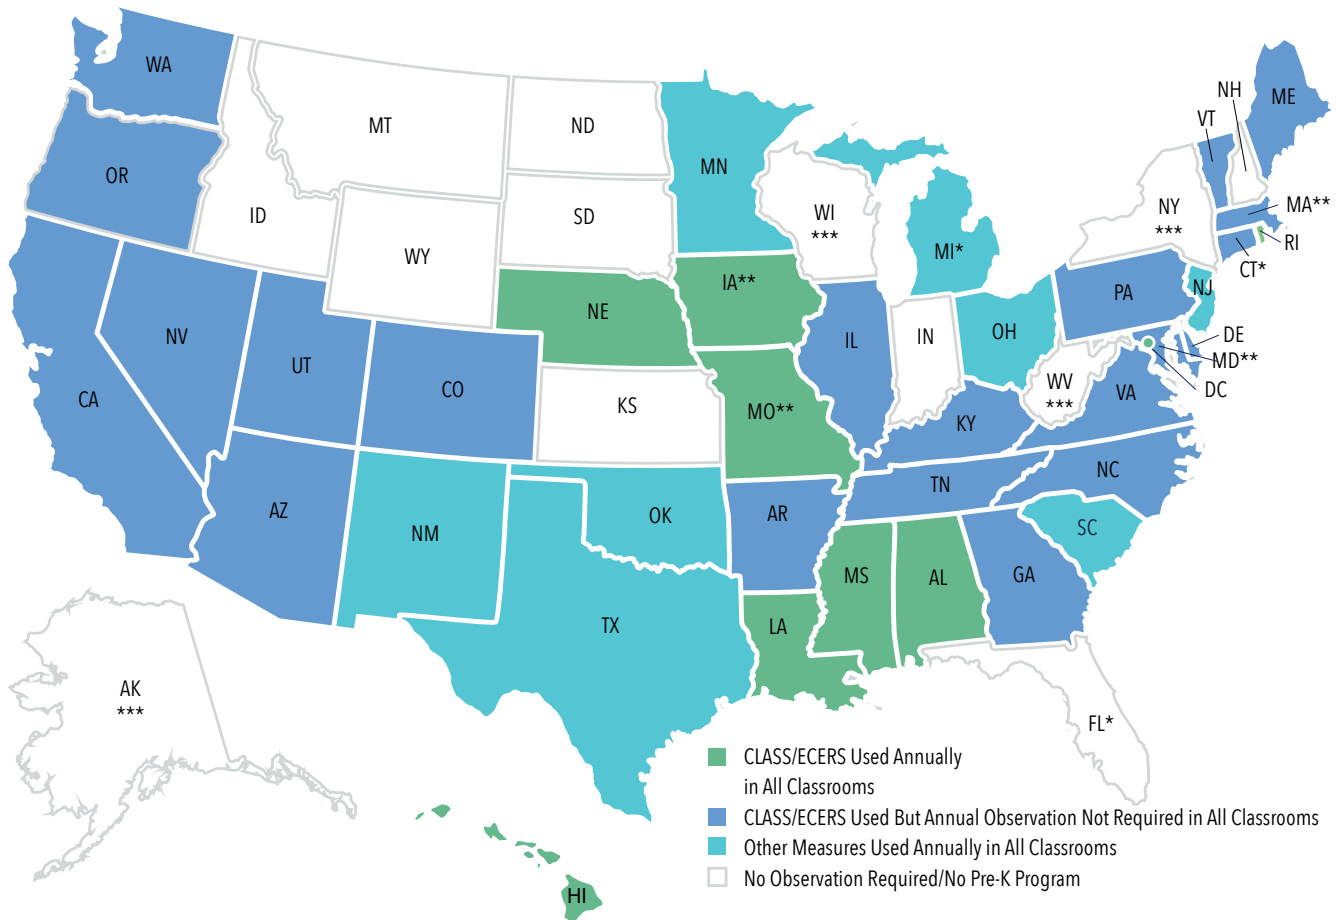 WA
MT
ND
MN
NH
ME
VT
OR
ID
SD
WI
***
NY
***
MA**
RI
WY
MI*
CT*
NE
IA**
PA
NJ
NV
UT
IL
IN
OH
DE
MD**
DC
CA
CO
KS
MO**
WV
***
VA
KY
AZ
NM
OK
AR
TN
NC
SC
MS
AL
GA
TX
LA
AK
***
FL*
HI
CLASS/ECERS Used Annually
in All Classrooms
CLASS/ECERS Used But Annual Observation Not Required in All Classrooms
Other Measures Used Annually in All Classrooms
No Observation Required/No Pre-K Program